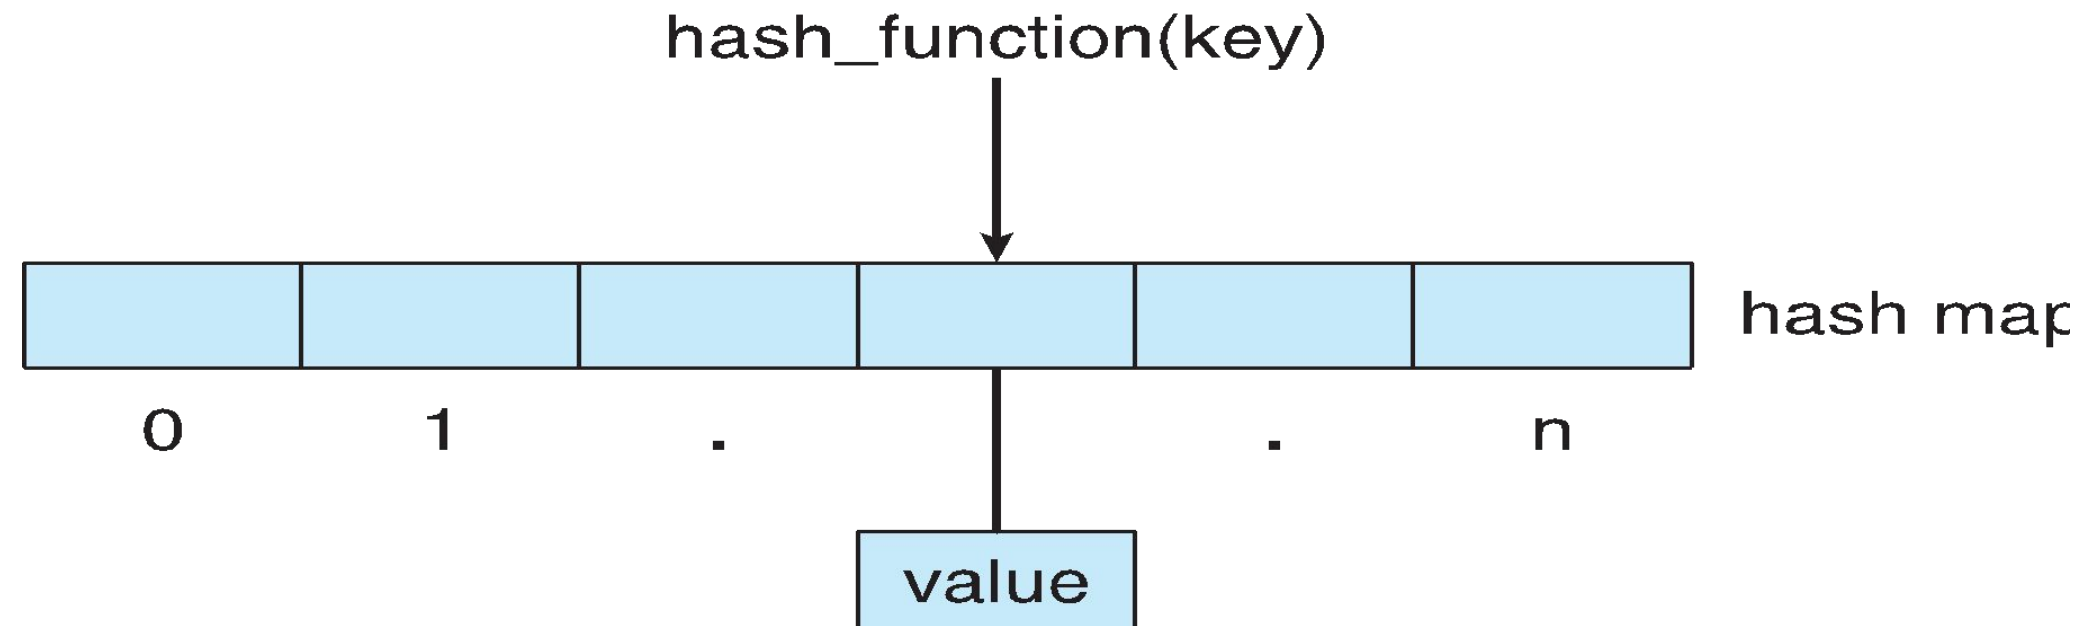 hash_function(key)
hash map
0 1 . . n
value